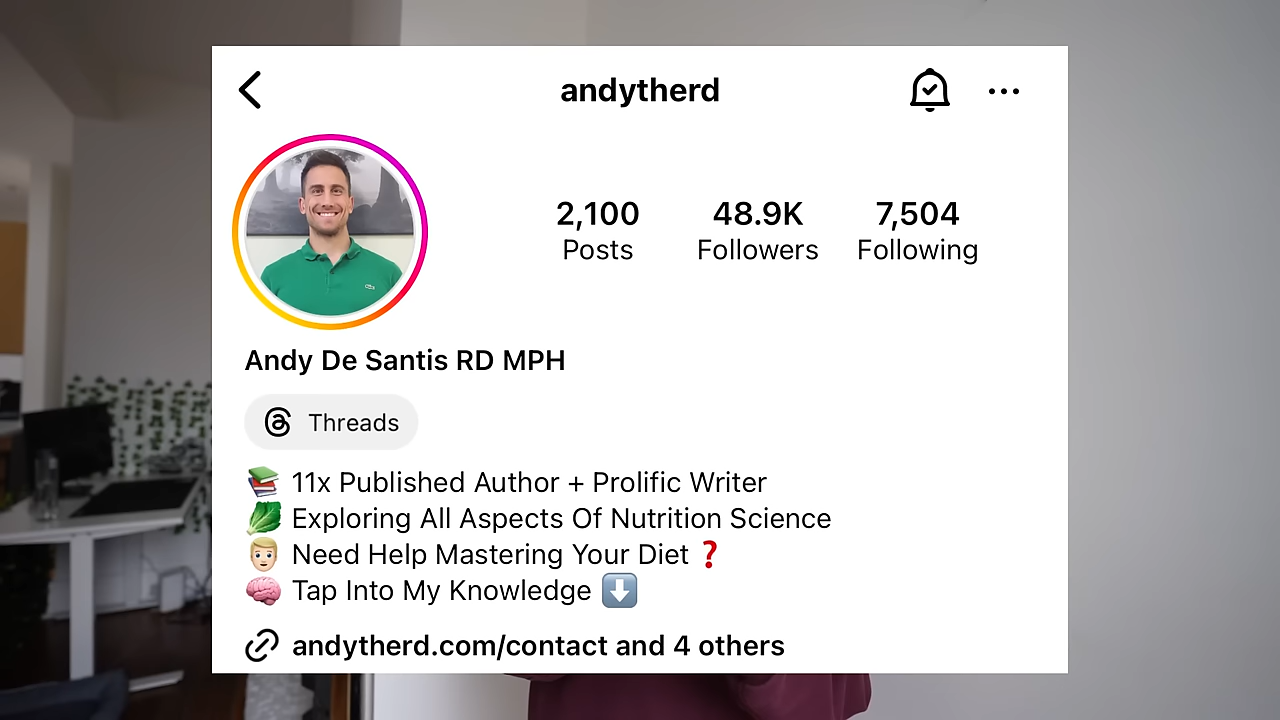 andytherd
2,100 48.9K 7,504
Posts Followers Following
Andy De Santis RD MPH
Threads
11x Published Author + Prolific Writer
Exploring All Aspects Of Nutrition Science
Need Help Mastering Your Diet ❓
Tap Into My Knowledge ⬇️
andytherd.com/contact and 4 others